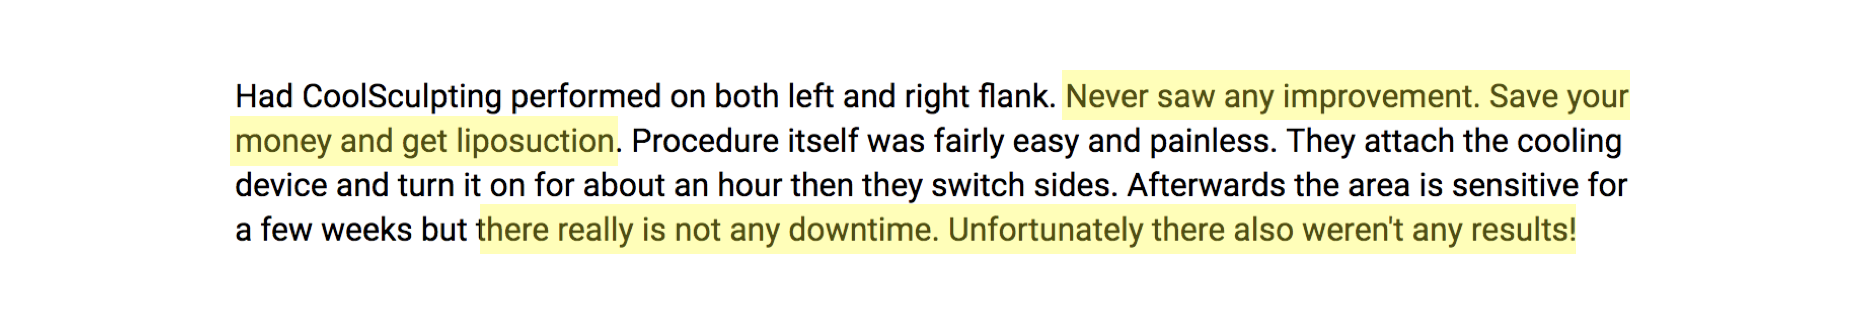 Had CoolSculpting performed on both left and right flank. Never saw any improvement. Save your
money and get liposuction. Procedure itself was fairly easy and painless. They attach the cooling
device and turn it on for about an hour then they switch sides. Afterwards the area is sensitive for
a few weeks but there really is not any downtime. Unfortunately there also weren't any results!